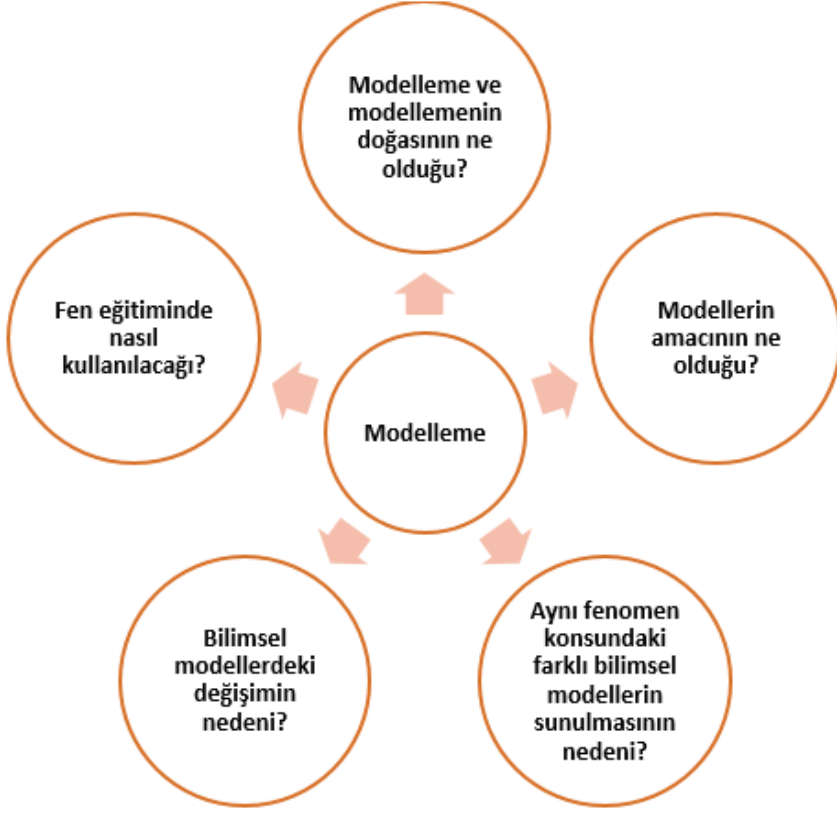 Modelleme ve
modellemenin
doğasının ne
olduğu?
Fen eğitiminde
nasıl
kullanılacağı?
Modellerin
amacının ne
olduğu?
Modelleme
Bilimsel
modellerdeki
değişimin
nedeni?
Aynı fenomen
konsundaki
farklı bilimsel
modellerin
sunulmasının
nedeni?